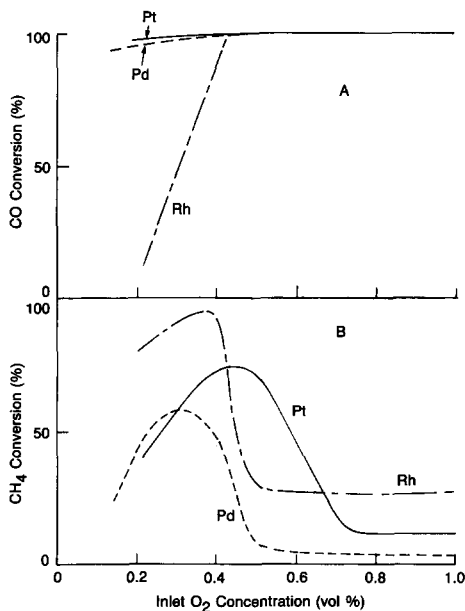 Pt
100
Pd
A
CO Conversion (%)
50
Rh
0
100
B
CH4 Conversion (%)
Pt
50
Rh
Pd
0
0 0.2 0.4 0.6 0.8 1.0
Inlet O2 Concentration (vol %)